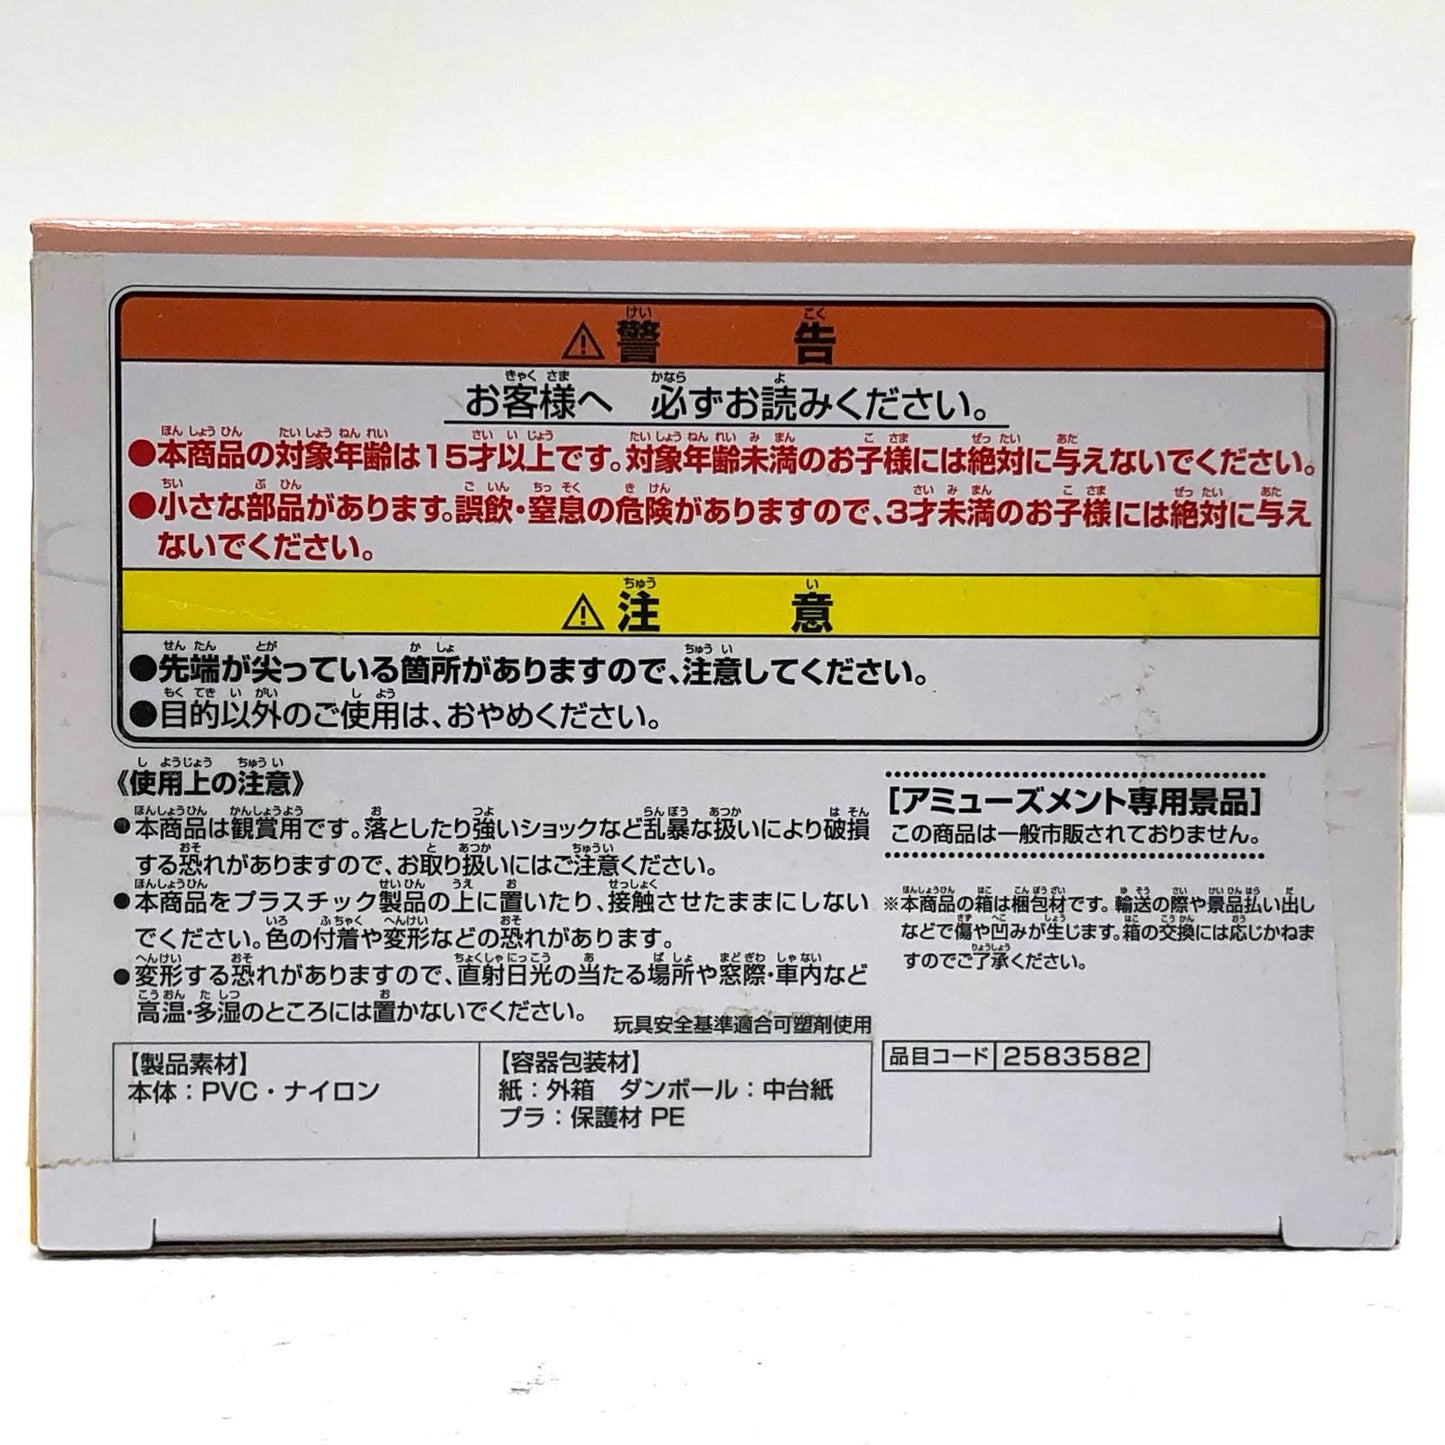 ⚠警告
お客様へ 必ずお読みください。
●本商品の対象年齢は15才以上です。対象年齢未満のお子様には絶対に与えないでください。
●小さな部品があります。誤飲・窒息の危険がありますので、3才未満のお子様には絶対に与え
ないでください。
⚠注意
●先端が尖っている箇所がありますので、注意してください。
●目的以外のご使用は、おやめください。
《使用上の注意》
●本商品は観賞用です。落としたり強いショックなど乱暴な扱いにより破損
する恐れがありますので、お取り扱いにはご注意ください。
●本商品をプラスチック製品の上に置いたり、接触させたままにしない
でください。色の付着や変形などの恐れがあります。
●変形する恐れがありますので、直射日光の当たる場所や窓際・車内など
高温・多湿のところには置かないでください。
玩具安全基準適合可塑剤使用
【製品素材】
本体：PVC・ナイロン
【容器包装材】
紙：外箱 ダンボール：中台紙
プラ：保護材 PE
[アミューズメント専用景品]
この商品は一般市販されておりません。
※本商品の箱は梱包材です。輸送の際や景品払い出し
などで傷や凹みが生じます。箱の交換には応じかねま
すのでご了承ください。
品目コード 2583582